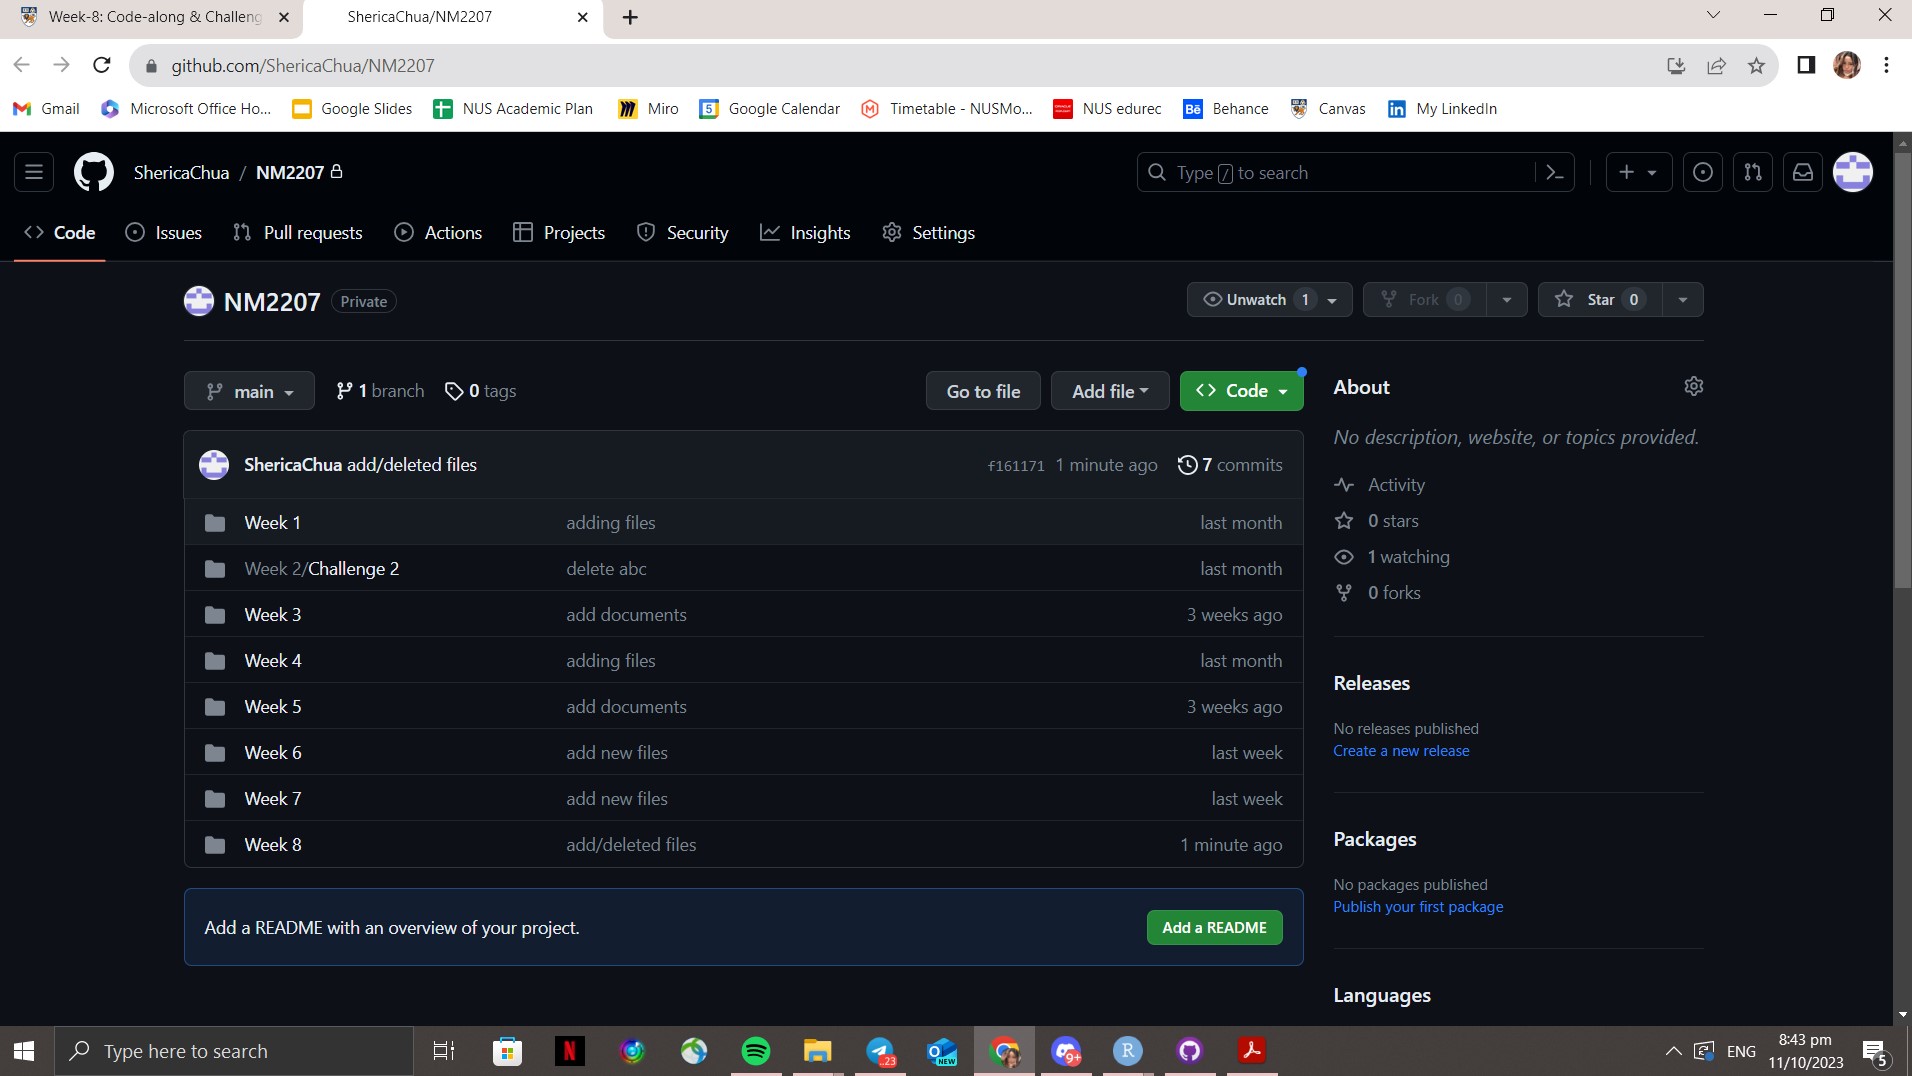 Week-8: Code-along & Challeng
ShericaChua/NM2207
github.com/ShericaChua/NM2207
Gmail
Microsoft Office Ho...
Google Slides
NUS Academic Plan
Miro
Google Calendar
Timetable - NUSMo...
NUS edurec
Behance
Canvas
My LinkedIn
ShericaChua / NM2207
Type / to search
Code
Issues
Pull requests
Actions
Projects
Security
Insights
Settings
NM2207 Private
Unwatch 1
Fork 0
Star 0
main
1 branch
0 tags
Go to file
Add file
Code
ShericaChua add/deleted files f161171 1 minute ago 7 commits
Week 1 adding files last month
Week 2/Challenge 2 delete abc last month
Week 3 add documents 3 weeks ago
Week 4 adding files last month
Week 5 add documents 3 weeks ago
Week 6 add new files last week
Week 7 add new files last week
Week 8 add/deleted files 1 minute ago
Add a README with an overview of your project.
Add a README
About
No description, website, or topics provided.
Activity
0 stars
1 watching
0 forks
Releases
No releases published
Create a new release
Packages
No packages published
Publish your first package
Languages
Type here to search
ENG
8:43 pm
11/10/2023
5